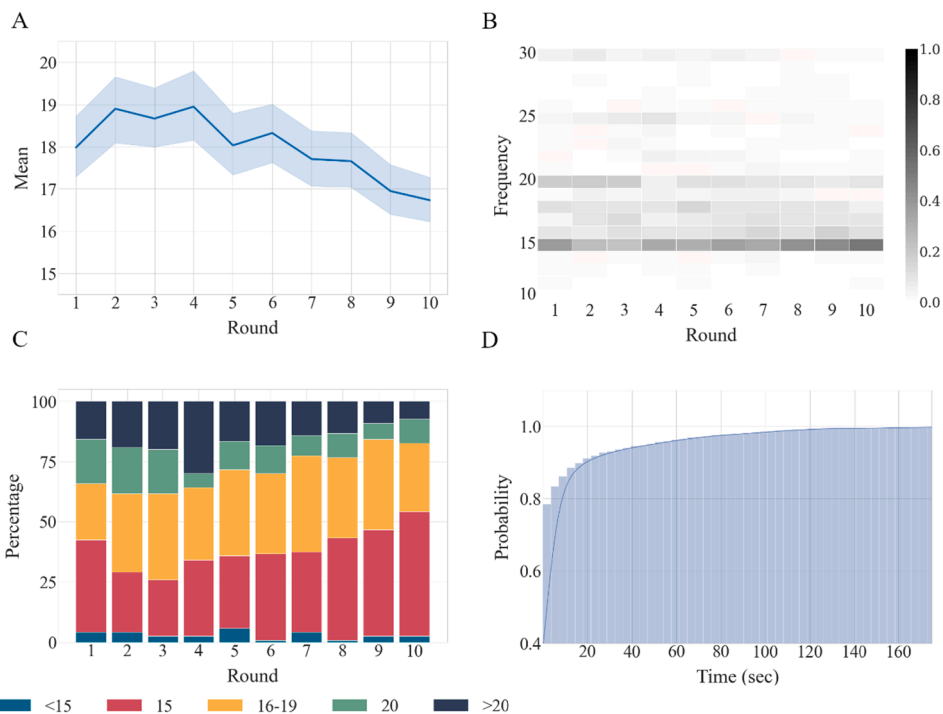 A
Mean
20
19
18
17
16
15
1 2 3 4 5 6 7 8 9 10
Round
B
Frequency
30
25
20
15
10
1 2 3 4 5 6 7 8 9 10
Round
1.0
0.8
0.6
0.4
0.2
0.0
C
Percentage
100
75
50
25
0
1 2 3 4 5 6 7 8 9 10
Round
<15 15 16-19 20 >20
D
Probability
1.0
0.8
0.6
0.4
20 40 60 80 100 120 140 160
Time (sec)